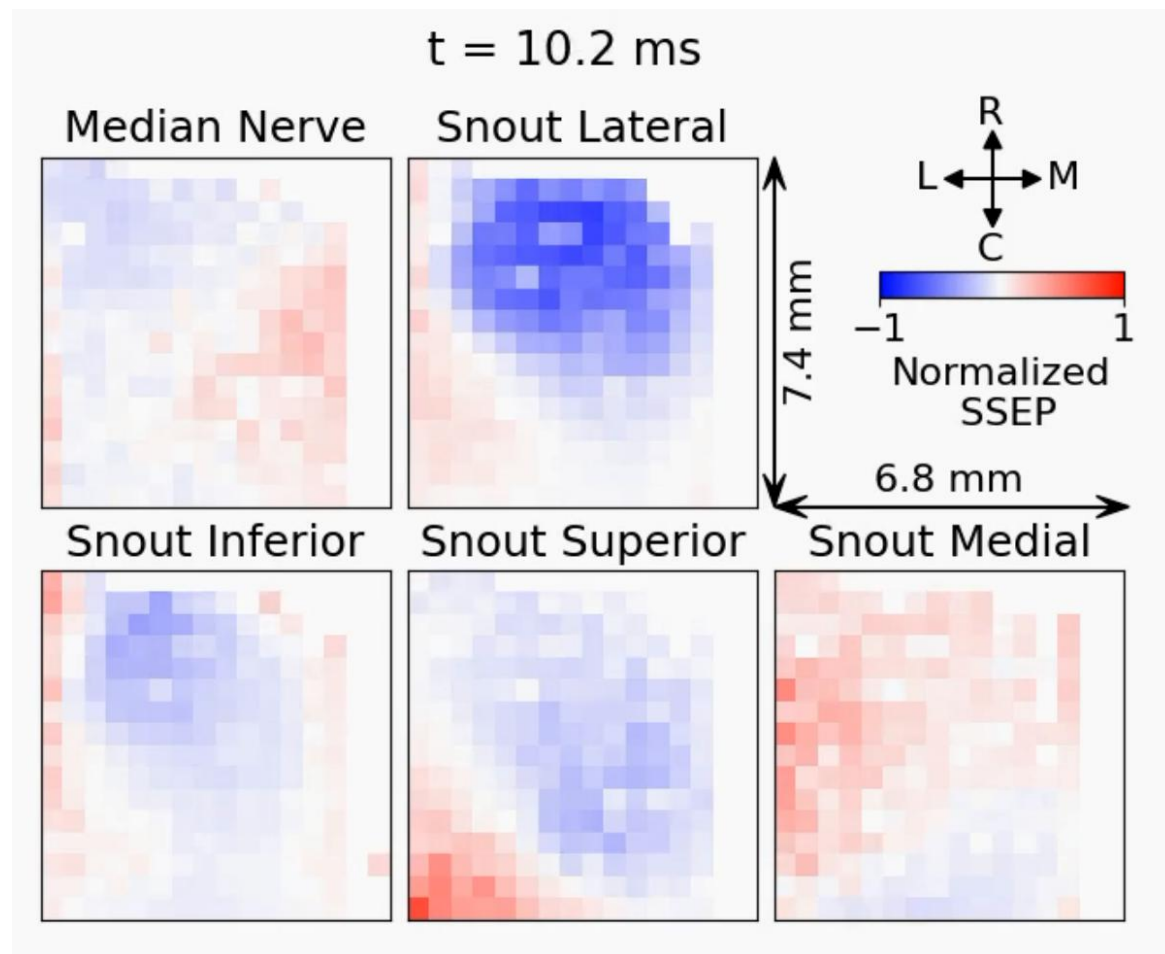 t = 10.2 ms
Median Nerve
Snout Lateral
R
L
M
C
7.4 mm
−1
1
Normalized
SSEP
6.8 mm
Snout Inferior
Snout Superior
Snout Medial